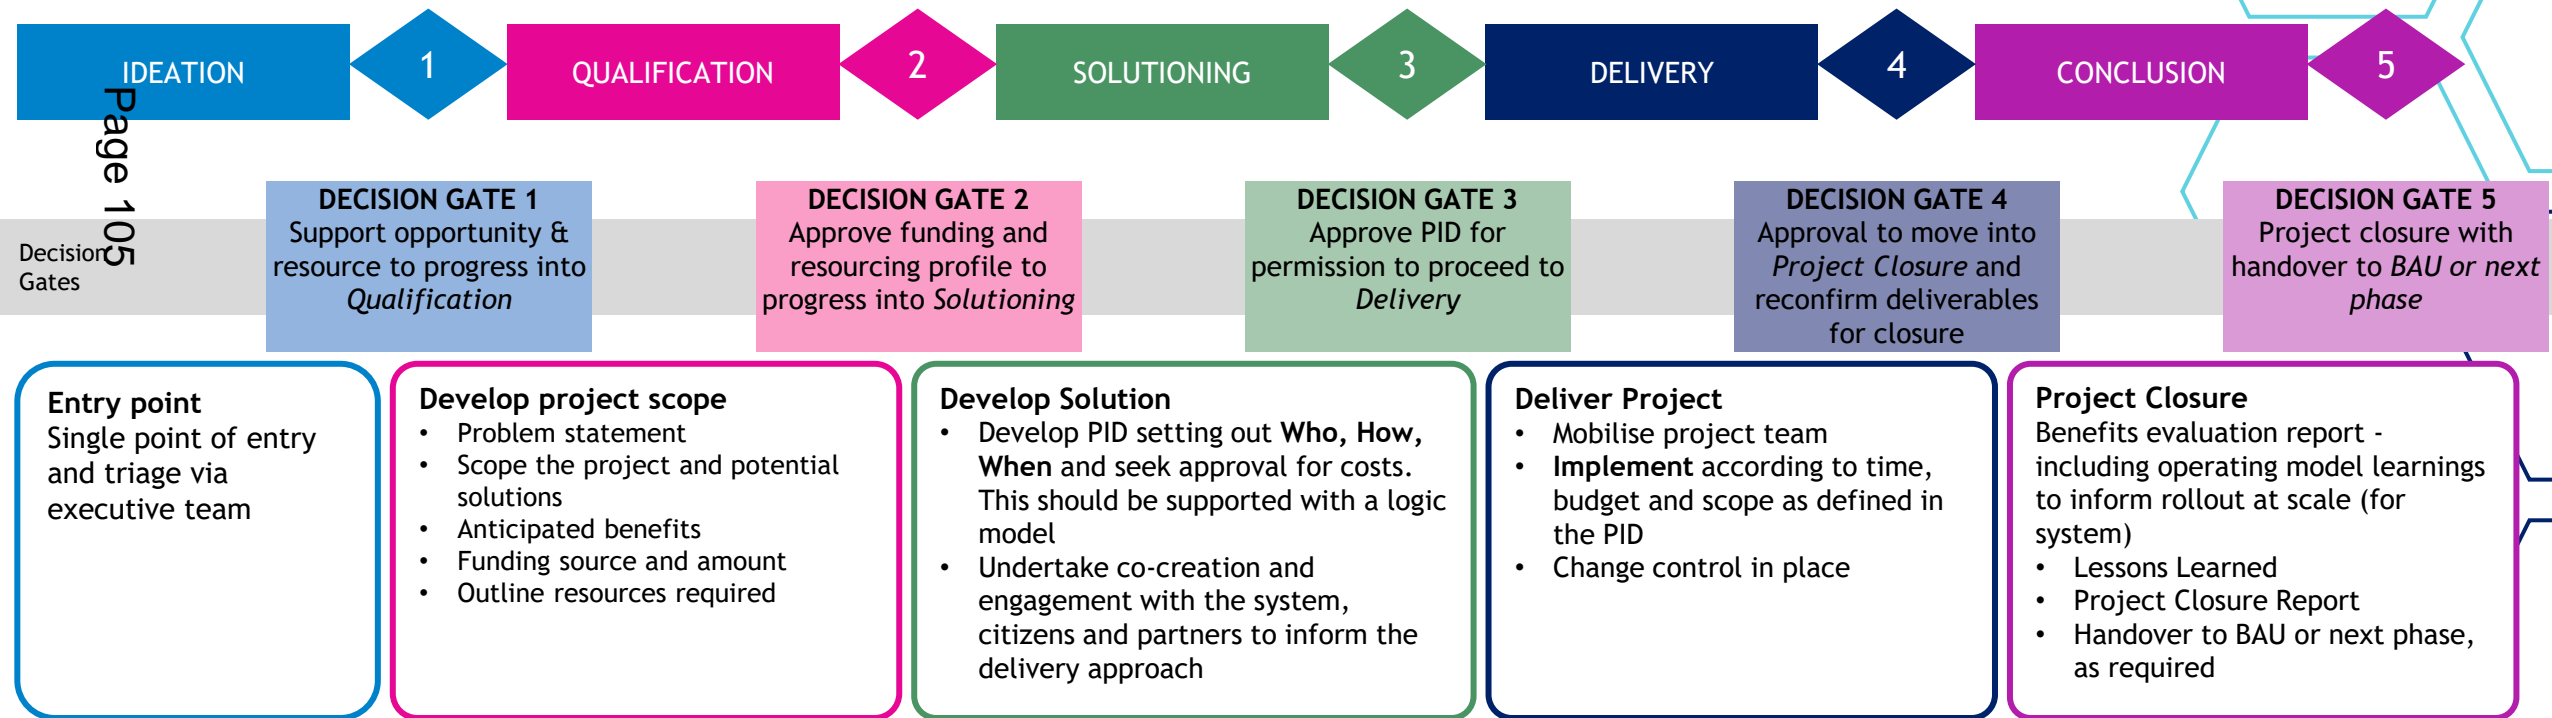 IDEATION
1
QUALIFICATION
2
SOLUTIONING
3
DELIVERY
4
CONCLUSION
5
Page 105
Decision
Gates
DECISION GATE 1
Support opportunity &
resource to progress into
Qualification
DECISION GATE 2
Approve funding and
resourcing profile to
progress into Solutioning
DECISION GATE 3
Approve PID for
permission to proceed to
Delivery
DECISION GATE 4
Approval to move into
Project Closure and
reconfirm deliverables
for closure
DECISION GATE 5
Project closure with
handover to BAU or next
phase
Entry point
Single point of entry
and triage via
executive team
Develop project scope
• Problem statement
• Scope the project and potential
solutions
• Anticipated benefits
• Funding source and amount
• Outline resources required
Develop Solution
• Develop PID setting out Who, How,
When and seek approval for costs.
This should be supported with a logic
model
• Undertake co-creation and
engagement with the system,
citizens and partners to inform the
delivery approach
Deliver Project
• Mobilise project team
• Implement according to time,
budget and scope as defined in
the PID
• Change control in place
Project Closure
Benefits evaluation report -
including operating model learnings
to inform rollout at scale (for
system)
• Lessons Learned
• Project Closure Report
• Handover to BAU or next phase,
as required